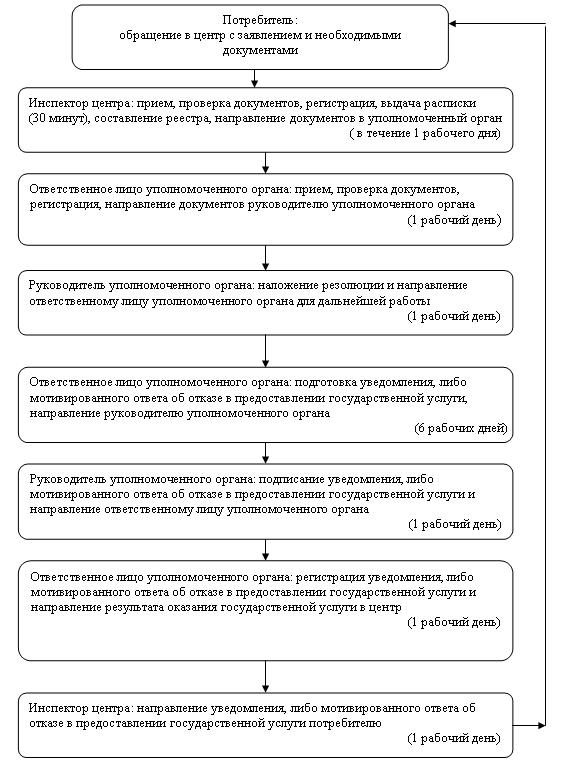 Потребитель:
обращение в центр с заявлением и необходимыми
документами
Инспектор центра: прием, проверка документов, регистрация, выдача расписки
(30 минут), составление реестра, направление документов в уполномоченный орган
( в течение 1 рабочего дня)
Ответственное лицо уполномоченного органа: прием, проверка документов,
регистрация, направление документов руководителю уполномоченного органа
(1 рабочий день)
Руководитель уполномоченного органа: наложение резолюции и направление
ответственному лицу уполномоченного органа для дальнейшей работы
(1 рабочий день)
Ответственное лицо уполномоченного органа: подготовка уведомления, либо
мотивированного ответа об отказе в предоставлении государственной услуги,
направление руководителю уполномоченного органа
(6 рабочих дней)
Руководитель уполномоченного органа: подписание уведомления, либо
мотивированного ответа об отказе в предоставлении государственной услуги и
направление ответственному лицу уполномоченного органа
(1 рабочий день)
Ответственное лицо уполномоченного органа: регистрация уведомления, либо
мотивированного ответа об отказе в предоставлении государственной услуги и
направление результата оказания государственной услуги в центр
(1 рабочий день)
Инспектор центра: направление уведомления, либо мотивированного ответа об
отказе в предоставлении государственной услуги потребителю
(1 рабочий день)